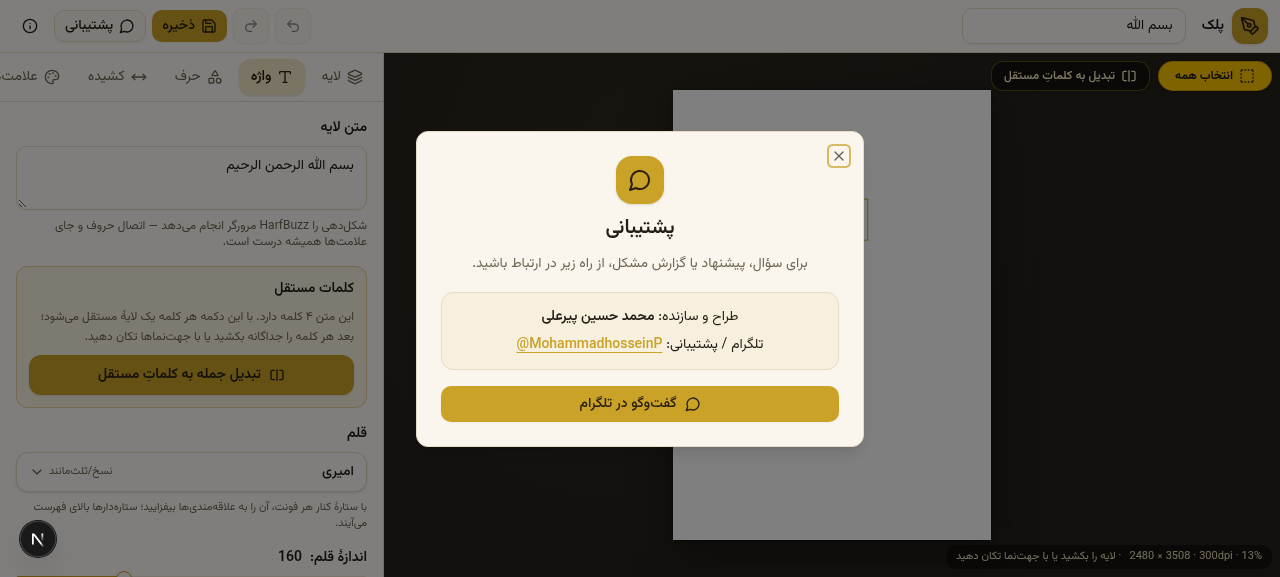 پلک
بسم الله
ذخیره
پشتیبانی
انتخاب همه
تبدیل به کلماتِ مستقل
لایه
واژه
حرف
کشیده
علامت‌
متن لایه
بسم الله الرحمن الرحیم
شکل‌دهی را HarfBuzz مرورگر انجام می‌دهد — اتصال حروف و جای
علامت‌ها همیشه درست است.
کلمات مستقل
این متن ۴ کلمه دارد. با این دکمه هر کلمه یک لایهٔ مستقل می‌شود؛
بعد هر کلمه را جداگانه بکشید یا با جهت‌نماها تکان دهید.
تبدیل جمله به کلماتِ مستقل
قلم
امیری
نسخ/ثلث‌مانند
با ستارهٔ کنار هر فونت، آن را به علاقه‌مندی‌ها بیفزایید؛ ستاره‌دارها بالای فهرست
می‌آیند.
اندازهٔ قلم: 160
پشتیبانی
برای سؤال، پیشنهاد یا گزارش مشکل، از راه زیر در ارتباط باشید.
طراح و سازنده: محمد حسین پیرعلی
تلگرام / پشتیبانی: @MohammadhosseinP
گفت‌وگو در تلگرام
2480 × 3508 · 300dpi · 13% · لایه را بکشید یا با جهت‌نما تکان دهید
N